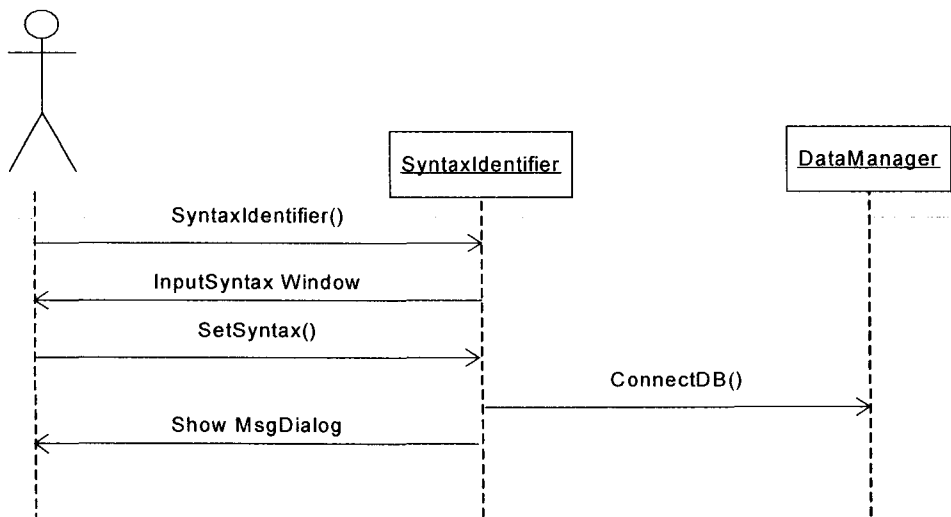 SyntaxIdentifier
DataManager
SyntaxIdentifier()
InputSyntax Window
SetSyntax()
ConnectDB()
Show MsgDialog